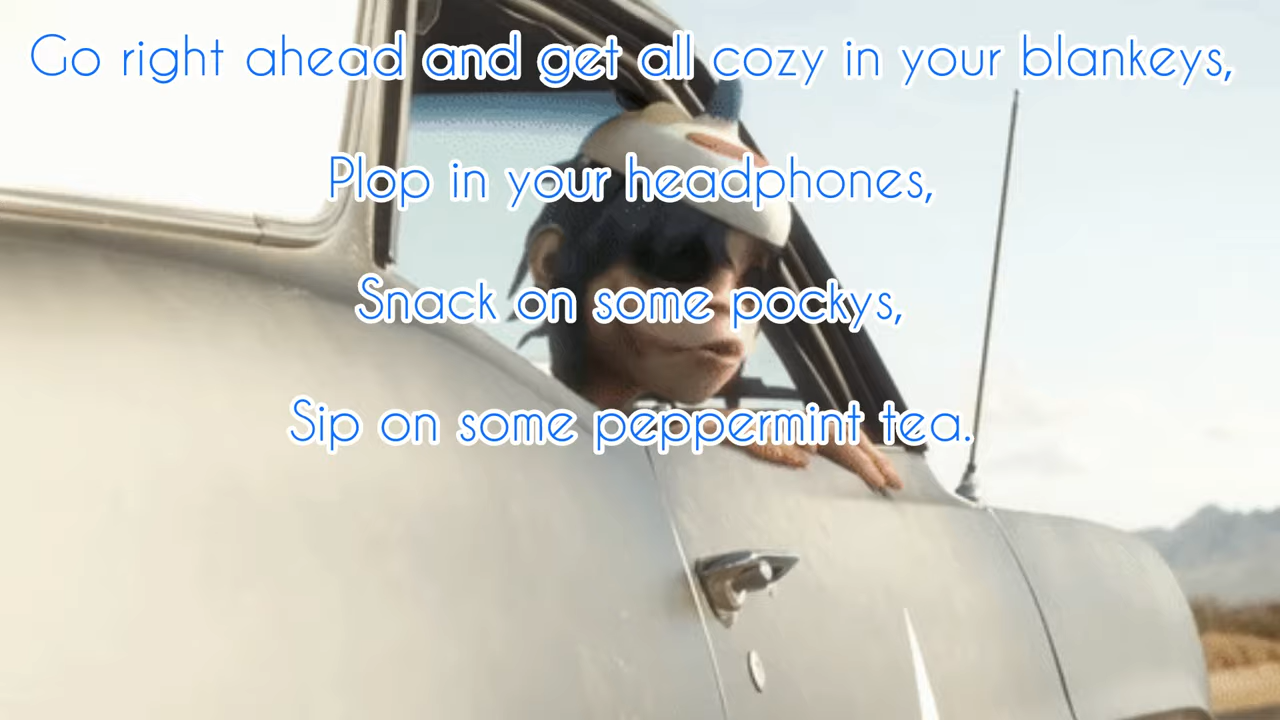 Go right ahead and get all cozy in your blankeys,
Plop in your headphones,
Snack on some pockys,
Sip on some peppermint tea.